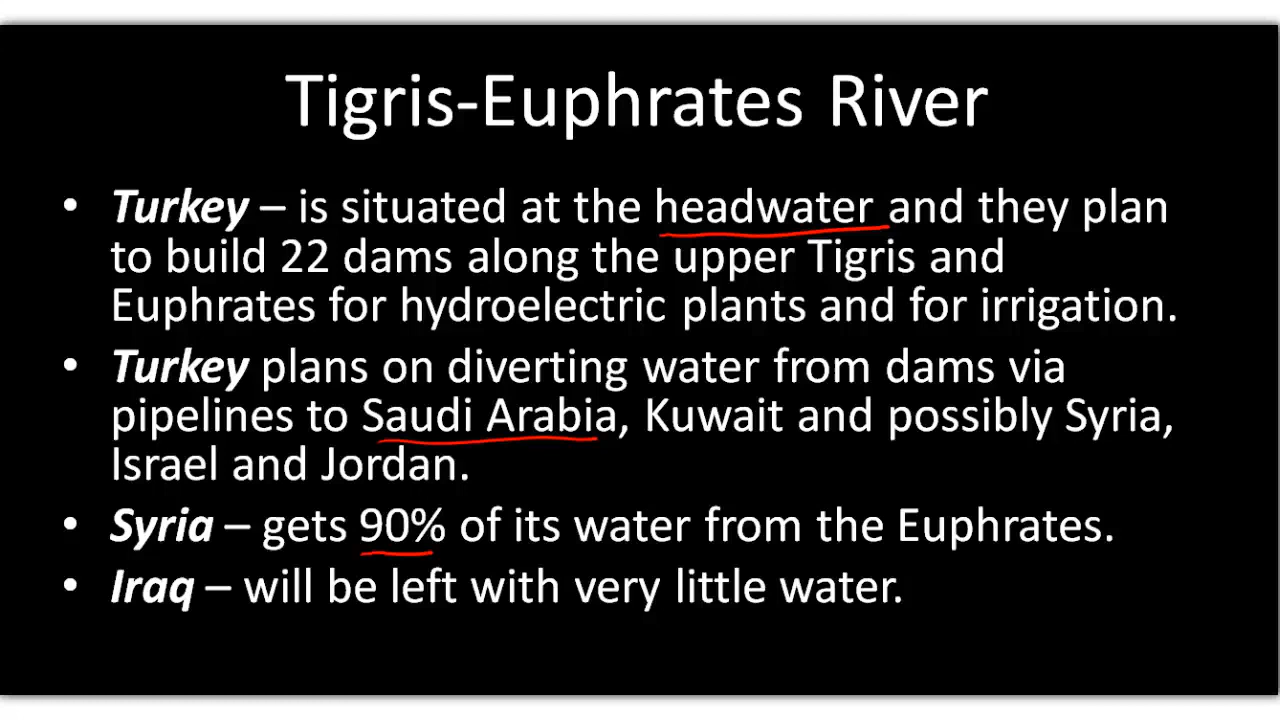 Tigris-Euphrates River
• Turkey – is situated at the headwater and they plan
to build 22 dams along the upper Tigris and
Euphrates for hydroelectric plants and for irrigation.
• Turkey plans on diverting water from dams via
pipelines to Saudi Arabia, Kuwait and possibly Syria,
Israel and Jordan.
• Syria – gets 90% of its water from the Euphrates.
• Iraq – will be left with very little water.